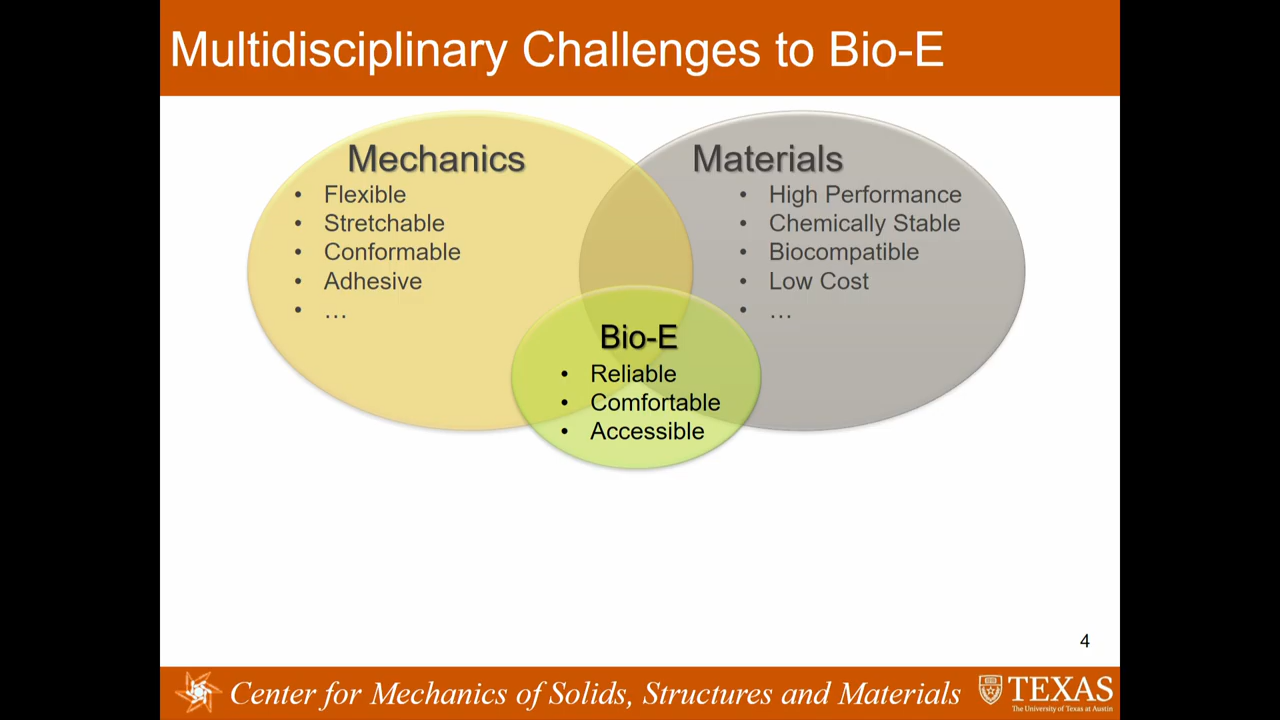 Multidisciplinary Challenges to Bio-E
Mechanics
• Flexible
• Stretchable
• Conformable
• Adhesive
• …
Materials
• High Performance
• Chemically Stable
• Biocompatible
• Low Cost
• …
Bio-E
• Reliable
• Comfortable
• Accessible
4
Center for Mechanics of Solids, Structures and Materials
TEXAS
The University of Texas at Austin